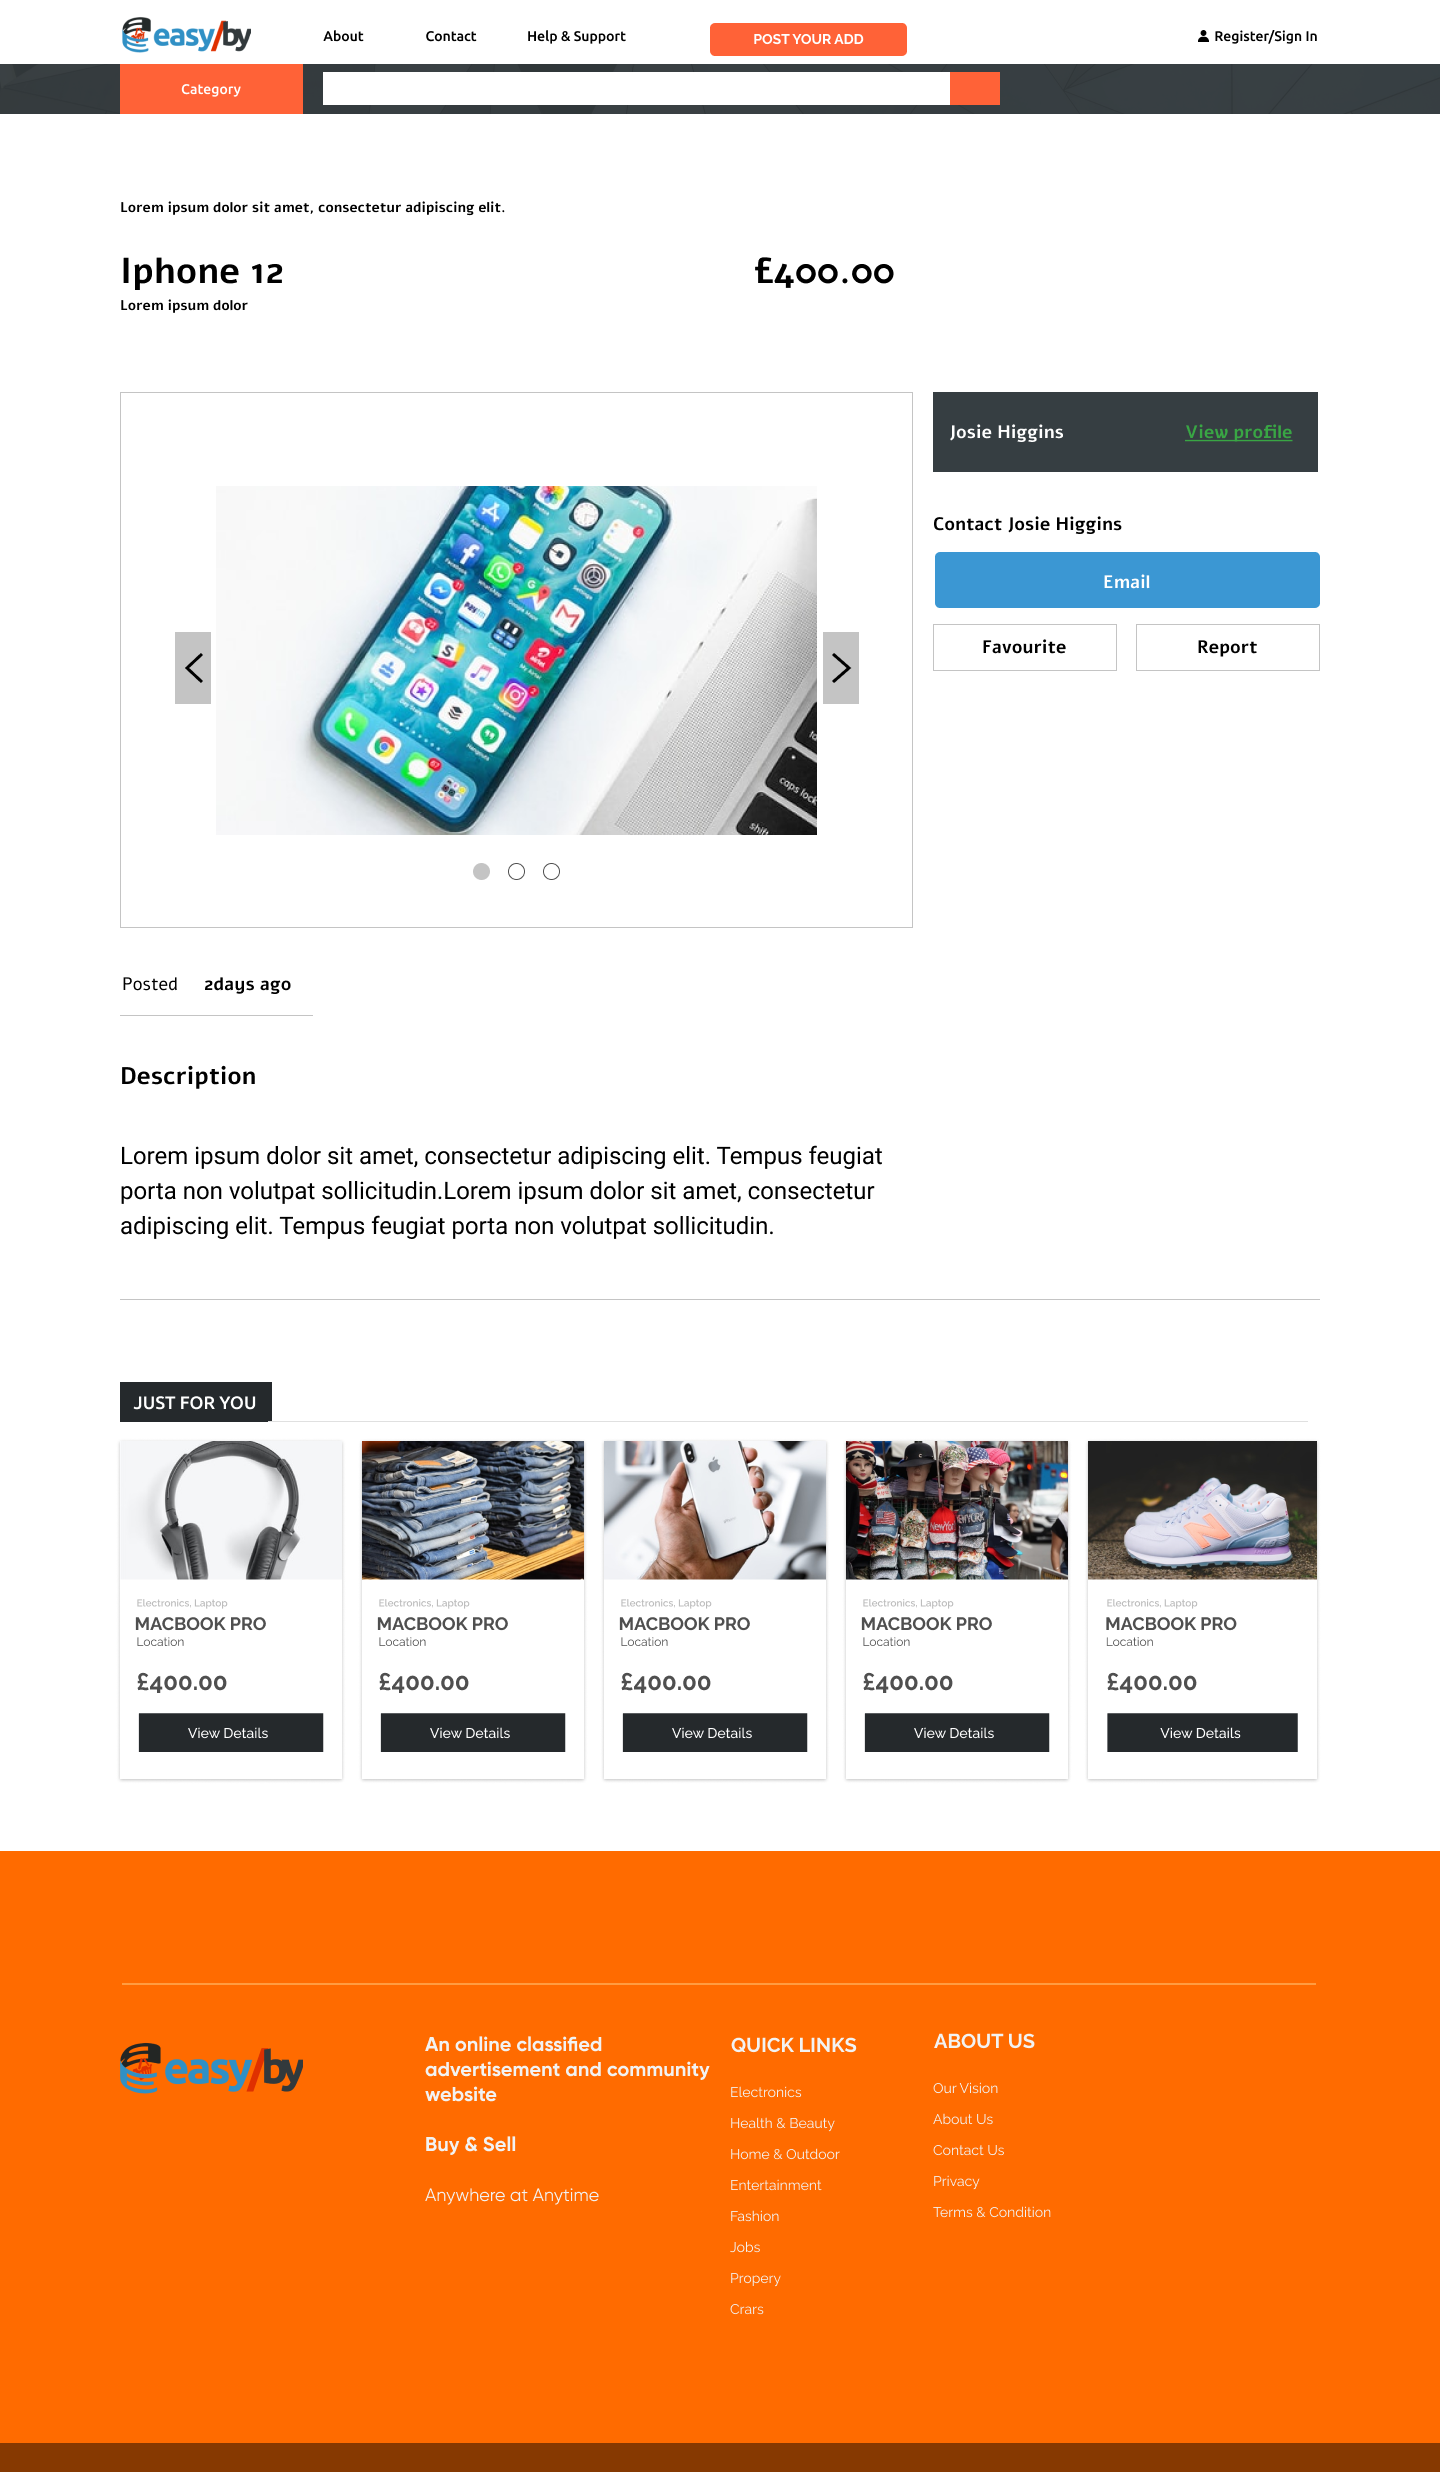 easy/by
About
Contact
Help & Support
POST YOUR ADD
Register/Sign In
Category
Lorem ipsum dolor sit amet, consectetur adipiscing elit.
Iphone 12
£400.00
Lorem ipsum dolor
Josie Higgins
View profile
Contact Josie Higgins
Email
Favourite
Report
caps lock
shift
Posted
2days ago
Description
Lorem ipsum dolor sit amet, consectetur adipiscing elit. Tempus feugiat
porta non volutpat sollicitudin.Lorem ipsum dolor sit amet, consectetur
adipiscing elit. Tempus feugiat porta non volutpat sollicitudin.
JUST FOR YOU
Electronics, Laptop
MACBOOK PRO
Location
£400.00
View Details
Electronics, Laptop
MACBOOK PRO
Location
£400.00
View Details
Electronics, Laptop
MACBOOK PRO
Location
£400.00
View Details
Electronics, Laptop
MACBOOK PRO
Location
£400.00
View Details
Electronics, Laptop
MACBOOK PRO
Location
£400.00
View Details
easy/by
An online classified
advertisement and community
website
Buy & Sell
Anywhere at Anytime
QUICK LINKS
Electronics
Health & Beauty
Home & Outdoor
Entertainment
Fashion
Jobs
Propery
Crars
ABOUT US
Our Vision
About Us
Contact Us
Privacy
Terms & Condition